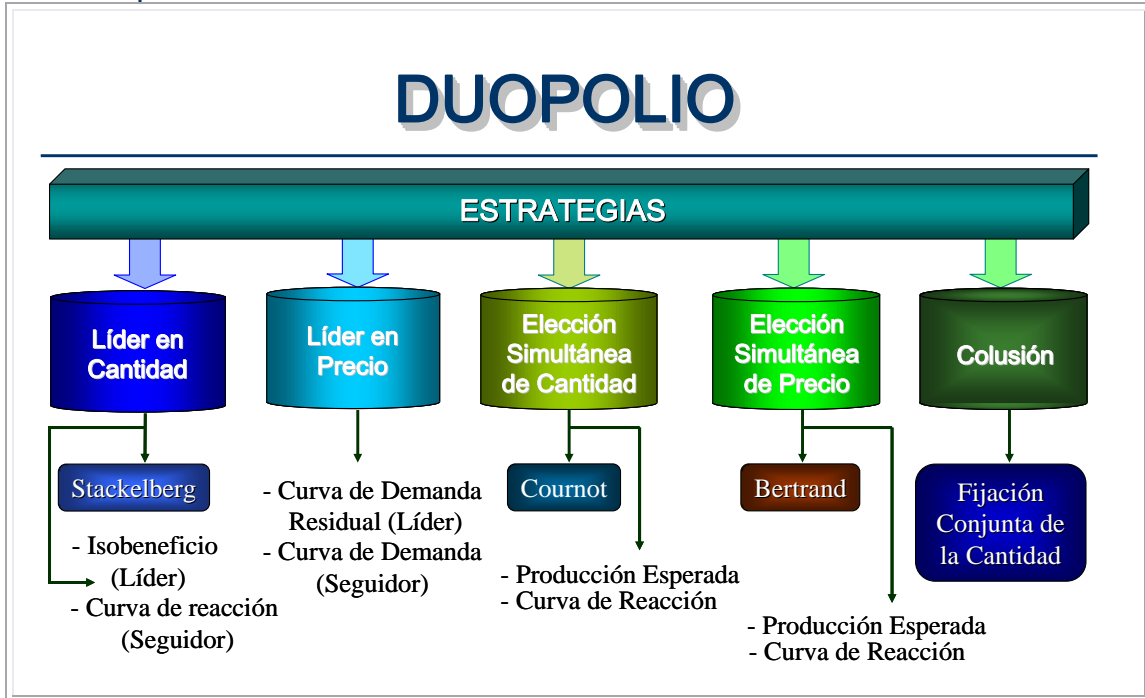 DUOPOLIO
ESTRATEGIAS
Líder en
Cantidad
Líder en
Precio
Elección
Simultánea
de Cantidad
Elección
Simultánea
de Precio
Colusión
Stackelberg
- Isobeneficio
(Líder)
- Curva de reacción
(Seguidor)
- Curva de Demanda
Residual (Líder)
- Curva de Demanda
(Seguidor)
Cournot
- Producción Esperada
- Curva de Reacción
Bertrand
- Producción Esperada
- Curva de Reacción
Fijación
Conjunta de
la Cantidad